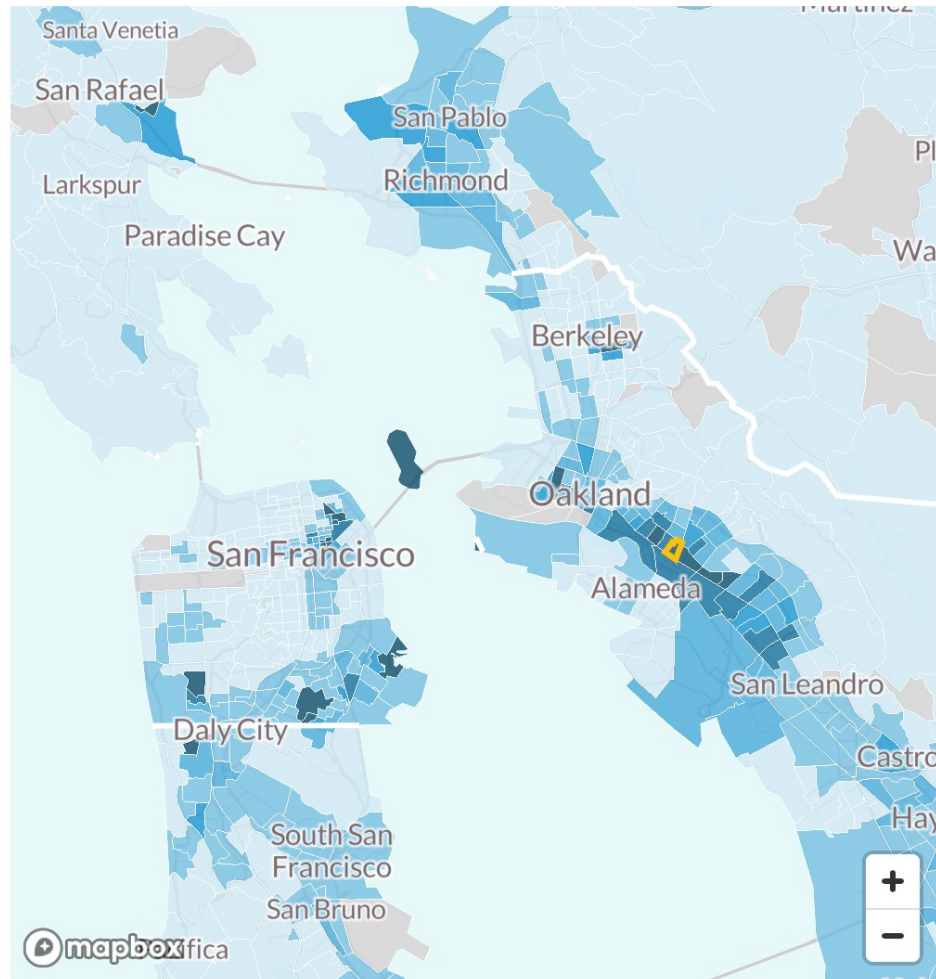 Santa Venetia
San Rafael
San Pablo
Richmond
Larkspur
Paradise Cay
Berkeley
Oakland
San Francisco
Alameda
San Leandro
Daly City
Castro
Hay
South San
Francisco
San Bruno
+
−
mapbox